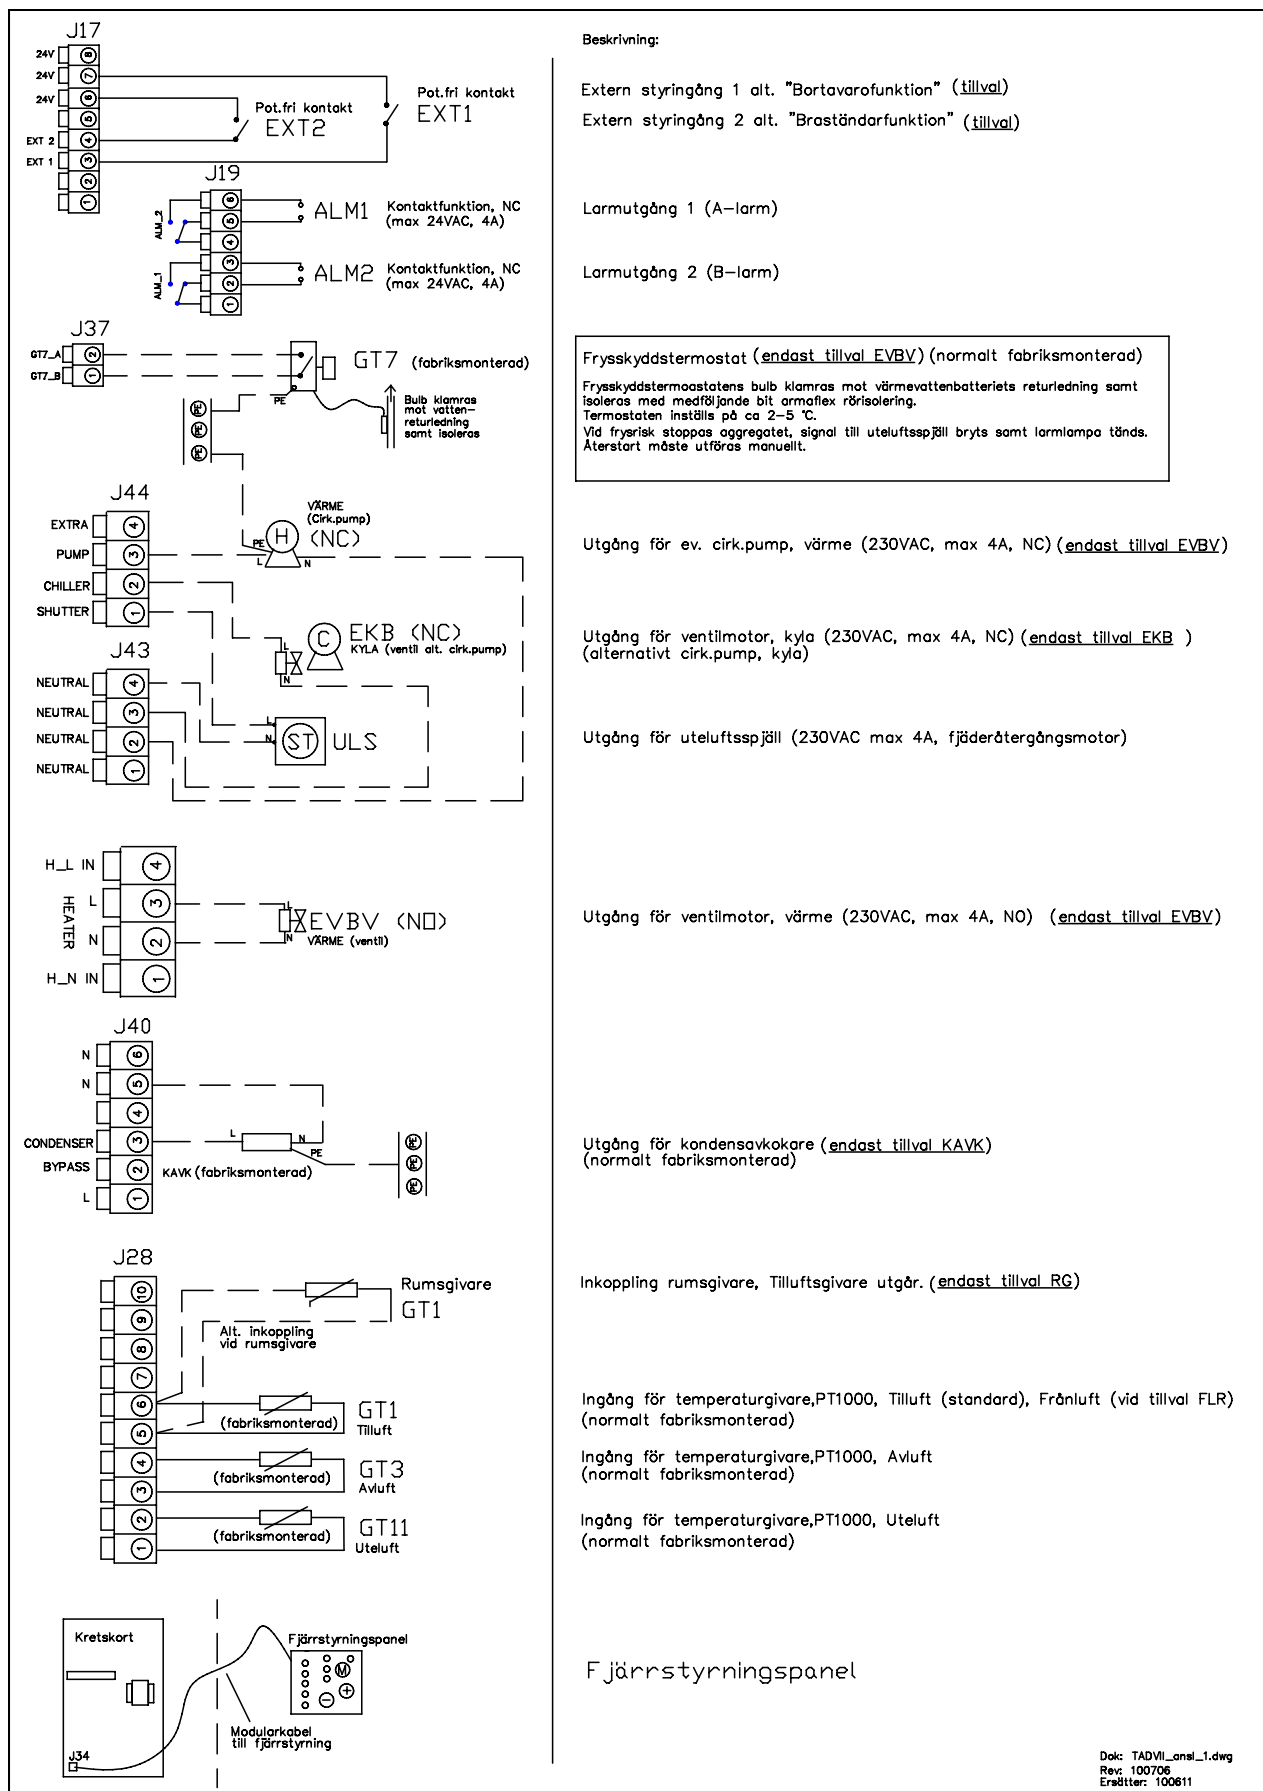 J17
Beskrivning:
24V 8
24V 7
24V 6
5
EXT 2 4
EXT 1 3
2
1
Pot.fri kontakt
EXT2
Pot.fri kontakt
EXT1
Extern styringång 1 alt. "Bortavarofunktion" (tillval)
Extern styringång 2 alt. "Braständarfunktion" (tillval)
J19
ALM_2
6
5
4
ALM1 Kontaktfunktion, NC
(max 24VAC, 4A)
Larmutgång 1 (A-larm)
ALM_1
3
2
1
ALM2 Kontaktfunktion, NC
(max 24VAC, 4A)
Larmutgång 2 (B-larm)
J37
GT7_A 2
GT7_B 1
GT7 (fabriksmonterad)
PE
PE
PE
PE
Bulb klamras
mot vatten-
returledning
samt isoleras
Frysskyddstermostat (endast tillval EVBV) (normalt fabriksmonterad)
Frysskyddstermoastatens bulb klamras mot värmevattenbatteriets returledning samt
isoleras med medföljande bit armaflex rörisolering.
Termostaten inställs på ca 2-5 °C.
Vid frysrisk stoppas aggregatet, signal till uteluftsspjäll bryts samt larmlampa tänds.
Återstart måste utföras manuellt.
J44
EXTRA 4
PUMP 3
CHILLER 2
SHUTTER 1
VÄRME
(Cirk.pump)
H (NC)
PE
L N
Utgång för ev. cirk.pump, värme (230VAC, max 4A, NC) (endast tillval EVBV)
C EKB (NC)
KYLA (ventil alt. cirk.pump)
L
N
Utgång för ventilmotor, kyla (230VAC, max 4A, NC) (endast tillval EKB )
(alternativt cirk.pump, kyla)
J43
NEUTRAL 4
NEUTRAL 3
NEUTRAL 2
NEUTRAL 1
L
N
ST ULS
Utgång för uteluftsspjäll (230VAC max 4A, fjäderåtergångsmotor)
HEATER
H_L IN 4
L 3
N 2
H_N IN 1
L
N
EVBV (NO)
VÄRME (ventil)
Utgång för ventilmotor, värme (230VAC, max 4A, NO) (endast tillval EVBV)
J40
N 6
N 5
4
CONDENSER 3
BYPASS 2
L 1
L N
PE
KAVK (fabriksmonterad)
PE
PE
PE
Utgång för kondensavkokare (endast tillval KAVK)
(normalt fabriksmonterad)
J28
10
9
8
7
6
5
4
3
2
1
Rumsgivare
GT1
Alt. inkoppling
vid rumsgivare
Inkoppling rumsgivare, Tilluftsgivare utgår. (endast tillval RG)
(fabriksmonterad) GT1
Tilluft
Ingång för temperaturgivare,PT1000, Tilluft (standard), Frånluft (vid tillval FLR)
(normalt fabriksmonterad)
(fabriksmonterad) GT3
Avluft
Ingång för temperaturgivare,PT1000, Avluft
(normalt fabriksmonterad)
(fabriksmonterad) GT11
Uteluft
Ingång för temperaturgivare,PT1000, Uteluft
(normalt fabriksmonterad)
Kretskort
J34
Fjärrstyrningspanel
M
- +
Modularkabel
till fjärrstyrning
Fjärrstyrningspanel
Dok: TADVII_ansl_1.dwg
Rev: 100706
Ersätter: 100611